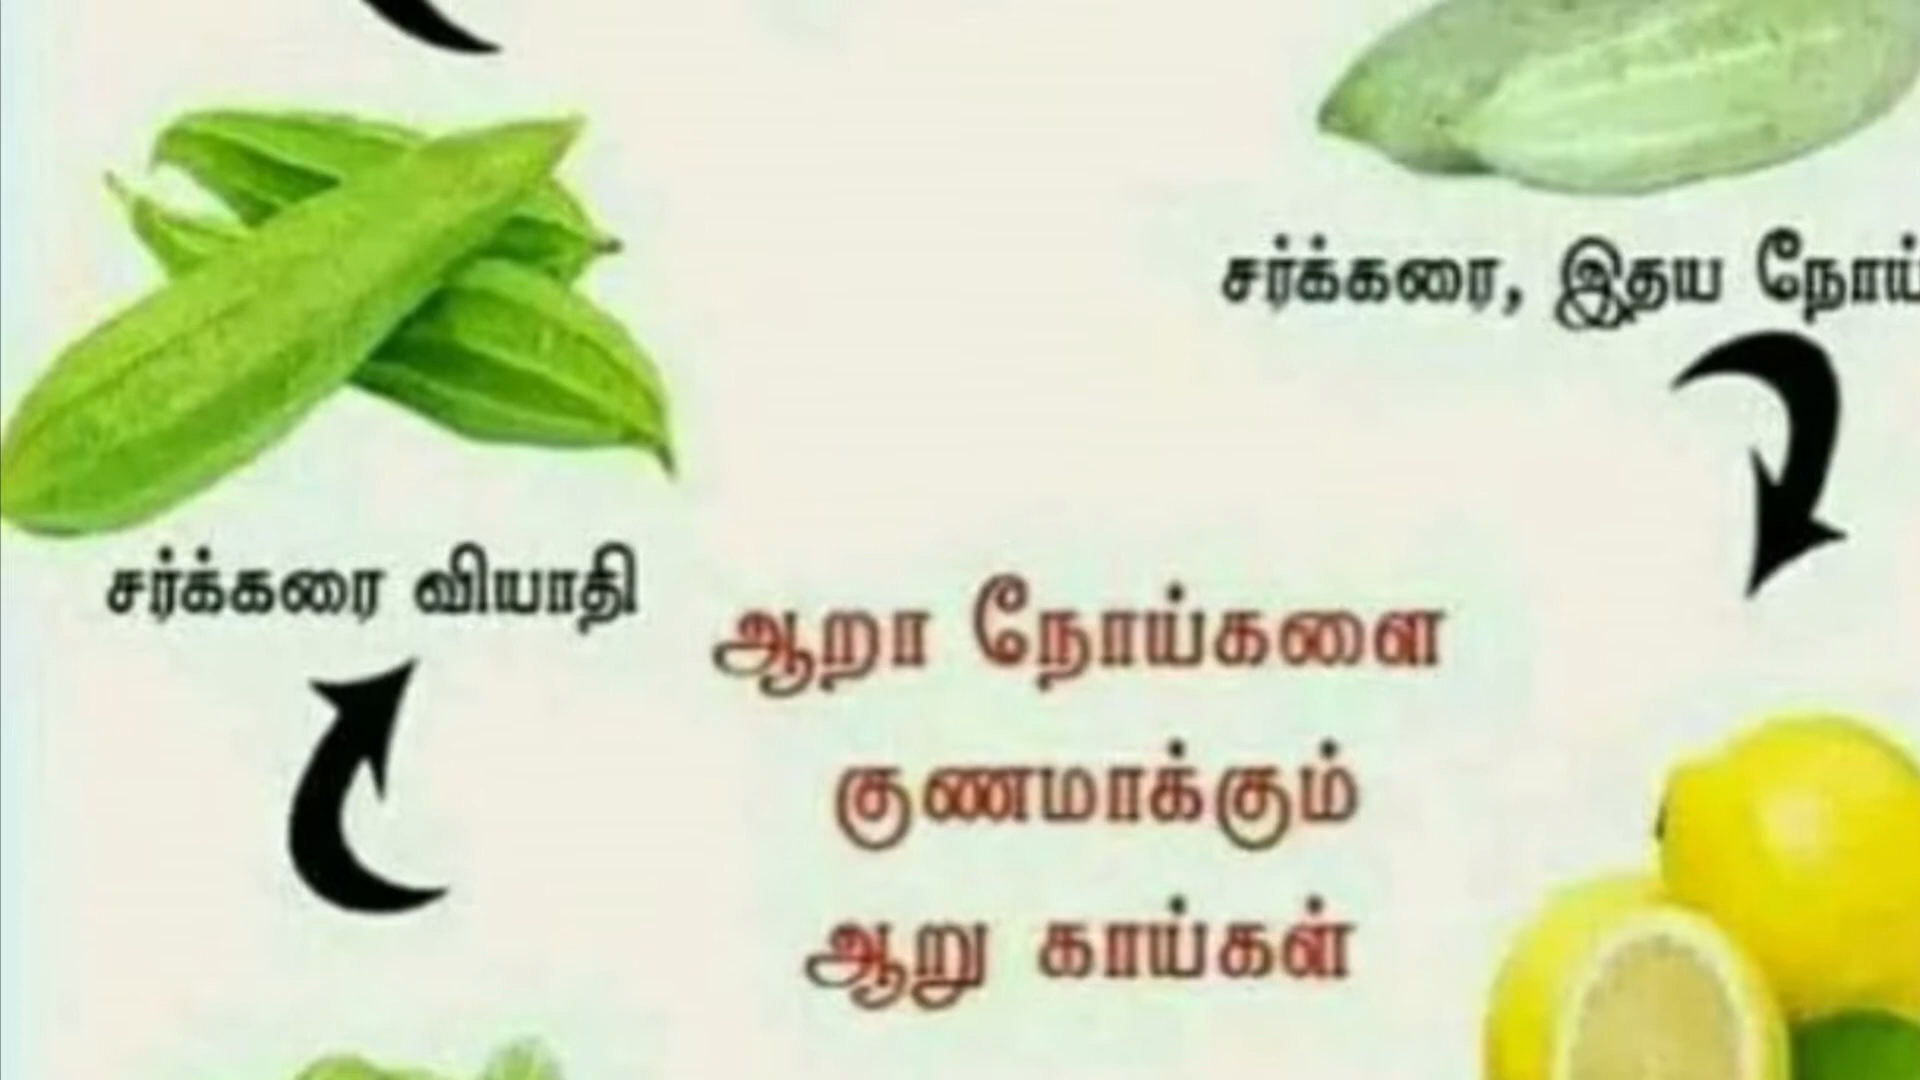 சர்க்கரை, இதய நோய்
சர்க்கரை வியாதி
ஆறா நோய்களை
குணமாக்கும்
ஆறு காய்கள்